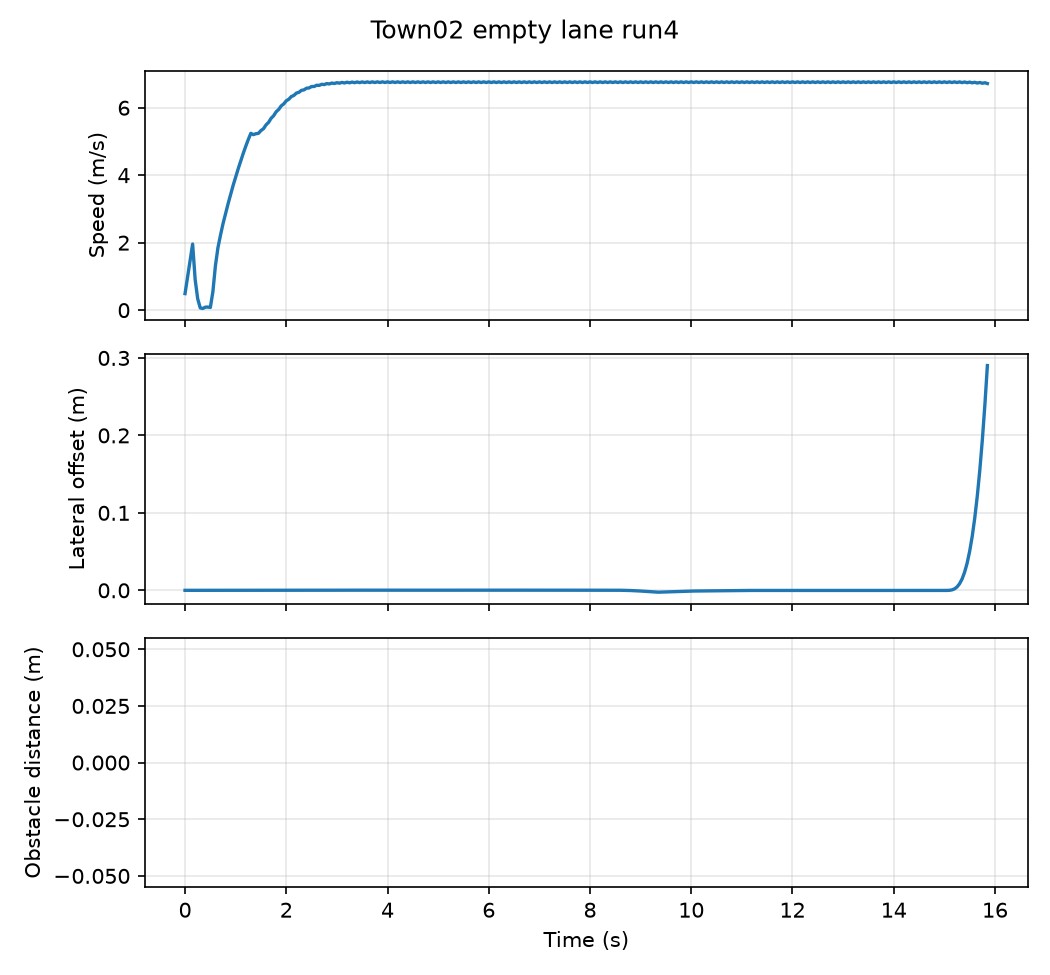 Town02 empty lane run4
Speed (m/s)
6
4
2
0
Lateral offset (m)
0.3
0.2
0.1
0.0
Obstacle distance (m)
0.050
0.025
0.000
−0.025
−0.050
0 2 4 6 8 10 12 14 16
Time (s)